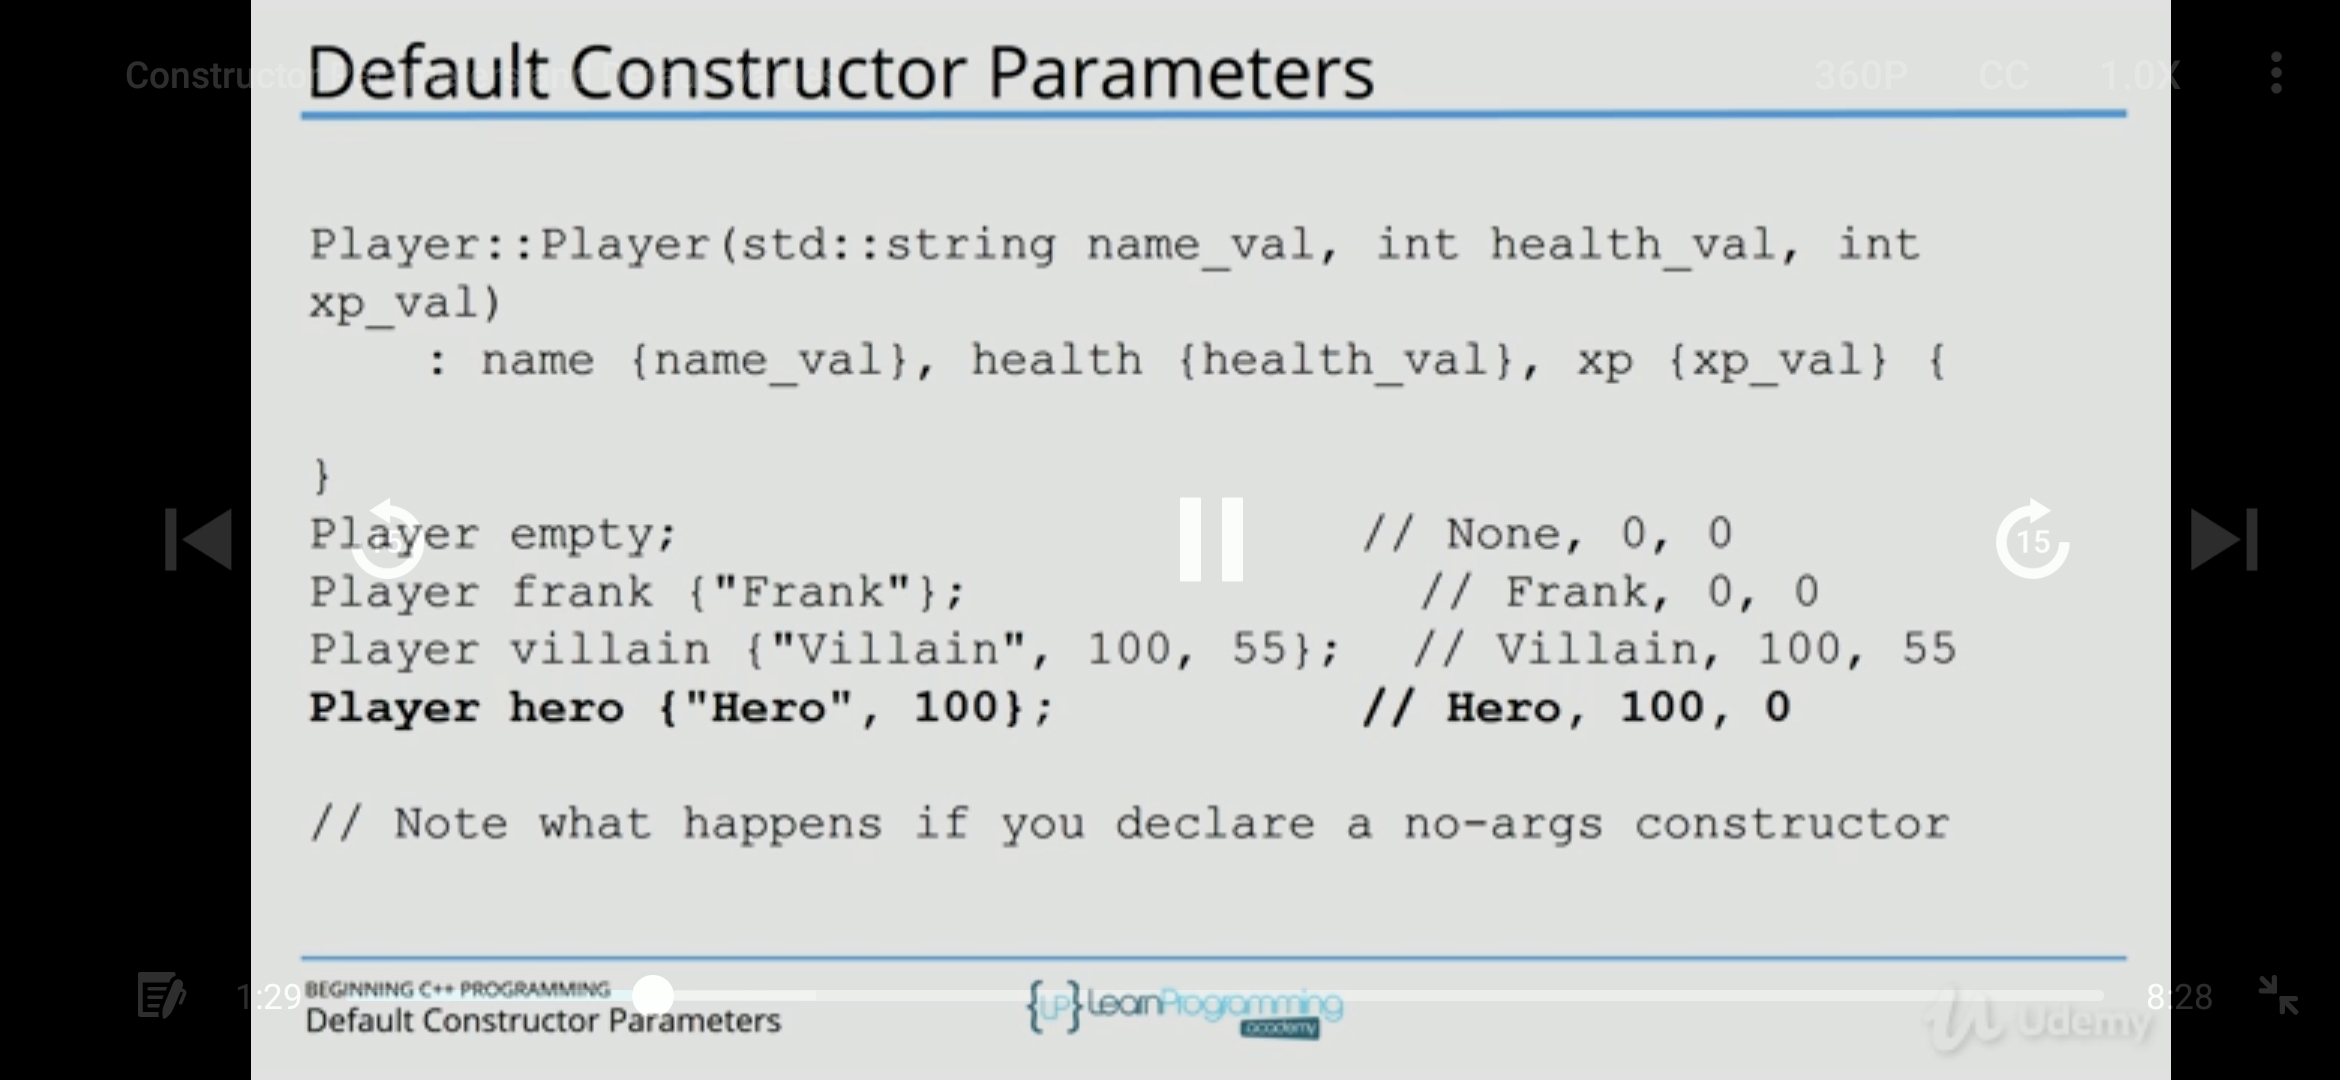 Default Constructor Parameters
Constructo
360P CC 1.0X
Player::Player(std::string name_val, int health_val, int
xp_val)
: name {name_val}, health {health_val}, xp {xp_val} {
}
Player empty; // None, 0, 0
Player frank {"Frank"}; // Frank, 0, 0
Player villain {"Villain", 100, 55}; // Villain, 100, 55
Player hero {"Hero", 100}; // Hero, 100, 0
15
15
// Note what happens if you declare a no-args constructor
1:29
BEGINNING C++ PROGRAMMING
Default Constructor Parameters
{LP} LearnProgramming
academy
8:28
Udemy